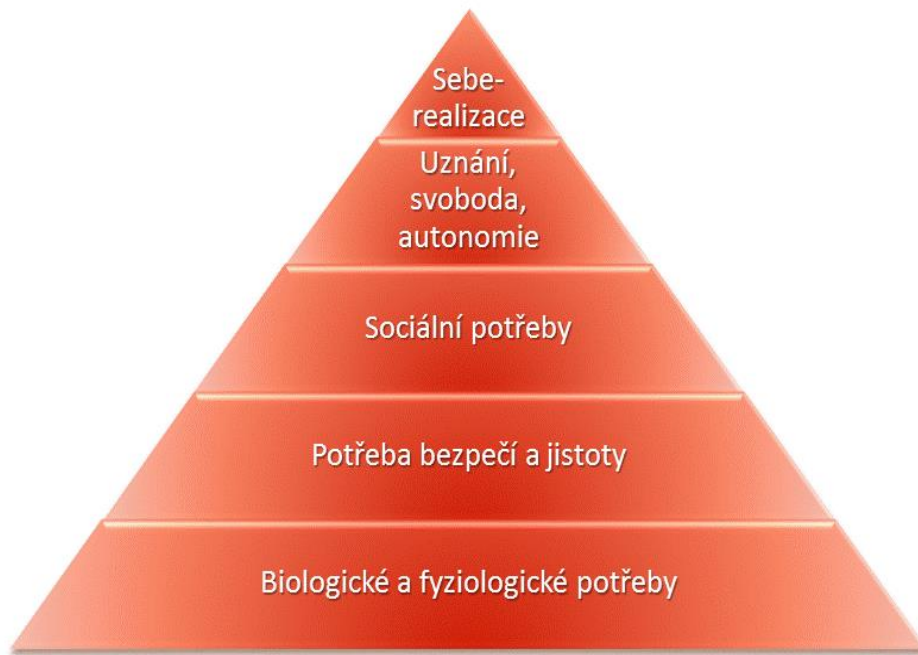 Sebe-
realizace
Uznání,
svoboda,
autonomie
Sociální potřeby
Potřeba bezpečí a jistoty
Biologické a fyziologické potřeby